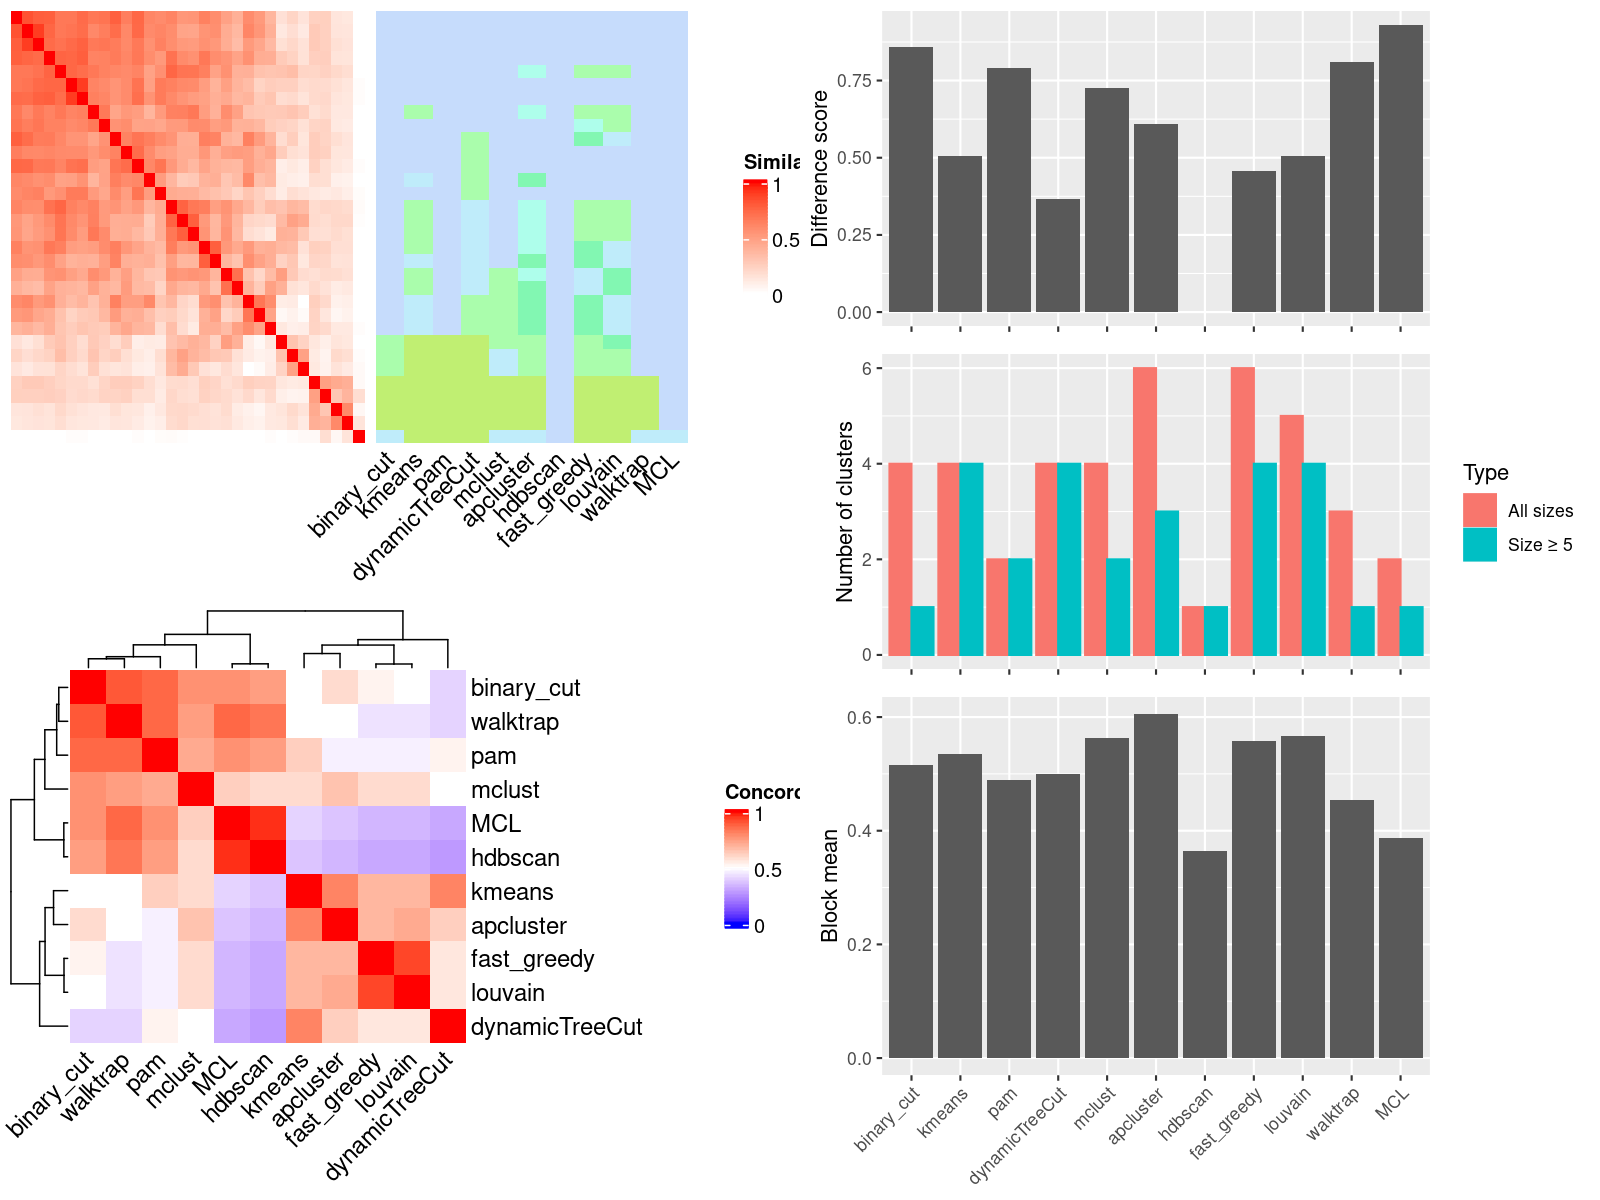 Simila
1
0.5
0
binary_cut
kmeans
pam
dynamicTreeCut
mclust
apcluster
hdbscan
fast_greedy
louvain
walktrap
MCL
Difference score
0.75
0.50
0.25
0.00
Number of clusters
6
4
2
0
Type
All sizes
Size ≥ 5
binary_cut
walktrap
pam
mclust
MCL
hdbscan
kmeans
apcluster
fast_greedy
louvain
dynamicTreeCut
binary_cut
walktrap
pam
mclust
MCL
hdbscan
kmeans
apcluster
fast_greedy
louvain
dynamicTreeCut
Concord
1
0.5
0
Block mean
0.6
0.4
0.2
0.0
binary_cut
kmeans
pam
dynamicTreeCut
mclust
apcluster
hdbscan
fast_greedy
louvain
walktrap
MCL